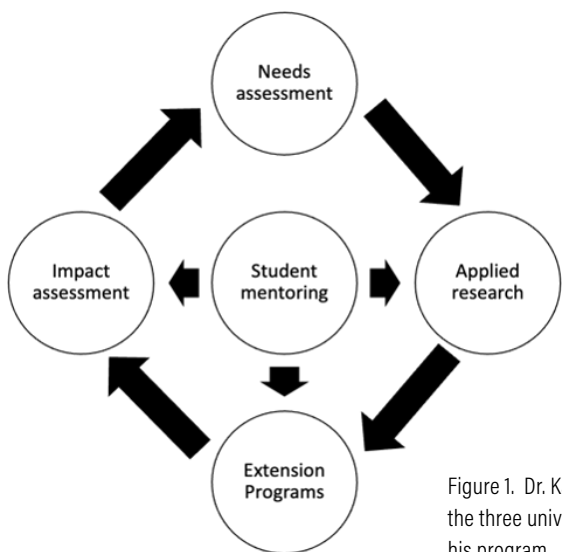 Needs
assessment
Impact
assessment
Student
mentoring
Applied
research
Extension
Programs
Figure 1. Dr. K
the three univ
his program